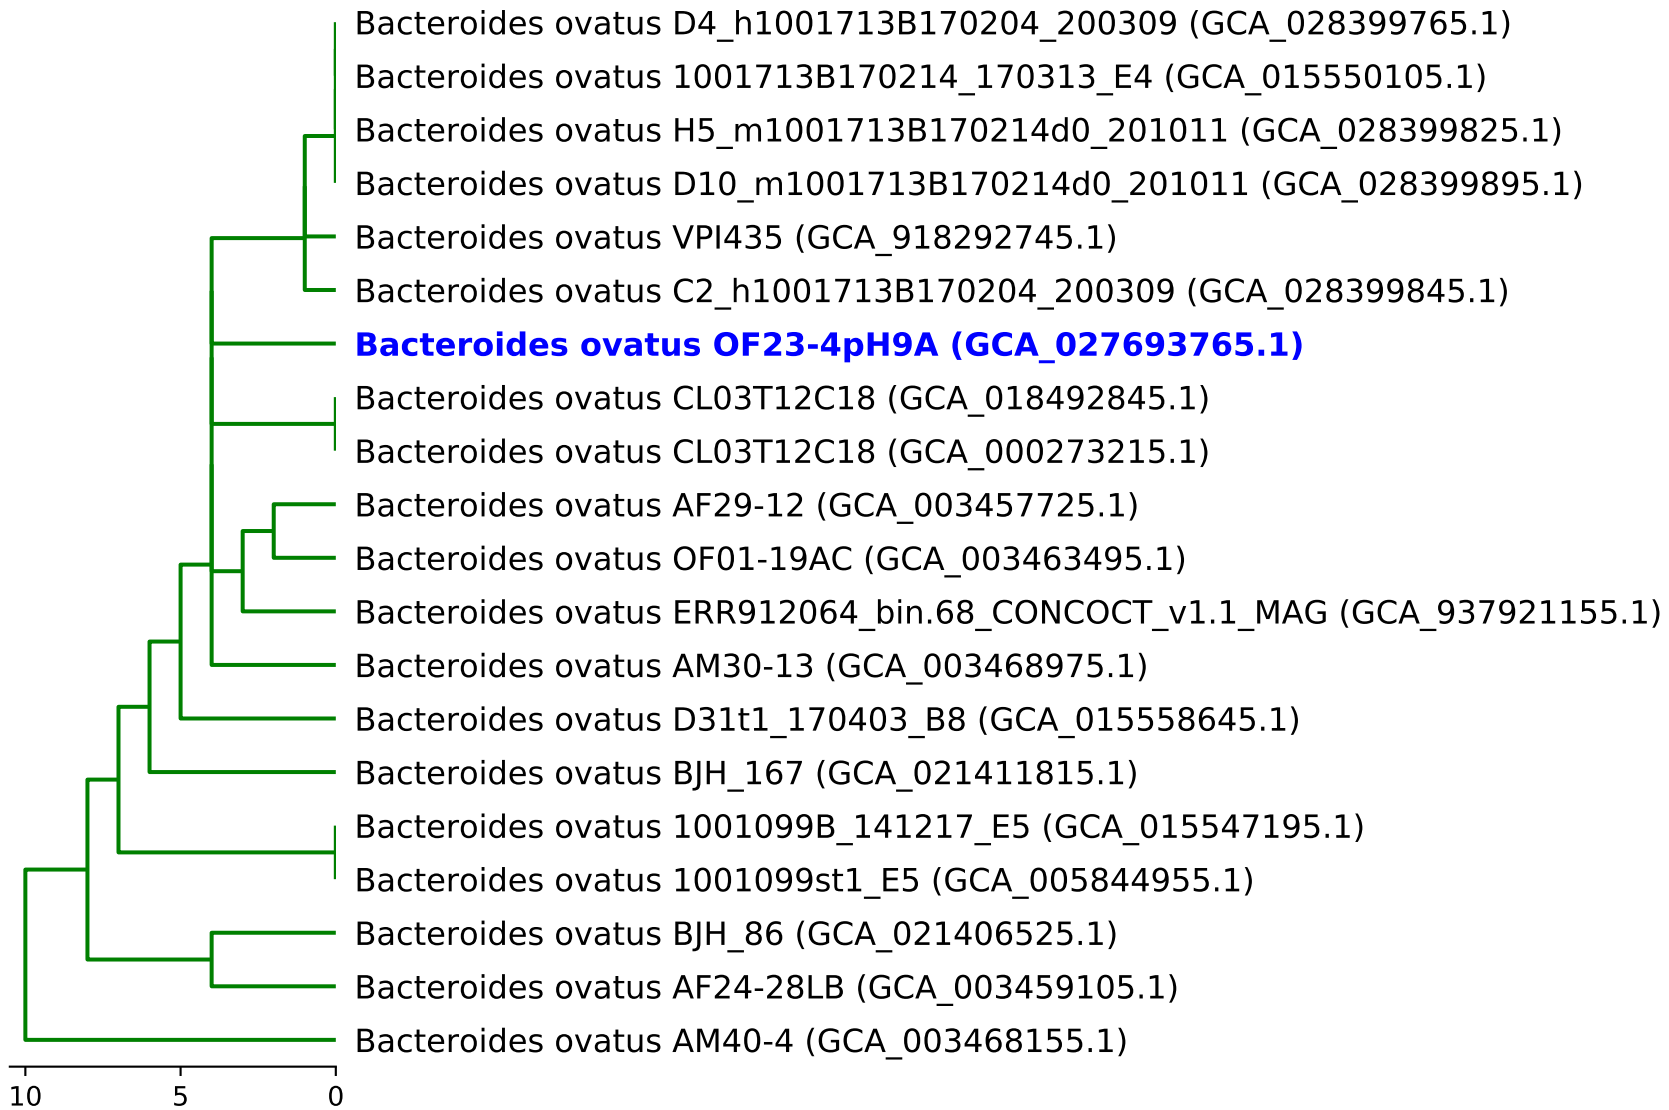 Bacteroides ovatus D4_h1001713B170204_200309 (GCA_028399765.1)
Bacteroides ovatus 1001713B170214_170313_E4 (GCA_015550105.1)
Bacteroides ovatus H5_m1001713B170214d0_201011 (GCA_028399825.1)
Bacteroides ovatus D10_m1001713B170214d0_201011 (GCA_028399895.1)
Bacteroides ovatus VPI435 (GCA_918292745.1)
Bacteroides ovatus C2_h1001713B170204_200309 (GCA_028399845.1)
Bacteroides ovatus OF23-4pH9A (GCA_027693765.1)
Bacteroides ovatus CL03T12C18 (GCA_018492845.1)
Bacteroides ovatus CL03T12C18 (GCA_000273215.1)
Bacteroides ovatus AF29-12 (GCA_003457725.1)
Bacteroides ovatus OF01-19AC (GCA_003463495.1)
Bacteroides ovatus ERR912064_bin.68_CONCOCT_v1.1_MAG (GCA_937921155.1)
Bacteroides ovatus AM30-13 (GCA_003468975.1)
Bacteroides ovatus D31t1_170403_B8 (GCA_015558645.1)
Bacteroides ovatus BJH_167 (GCA_021411815.1)
Bacteroides ovatus 1001099B_141217_E5 (GCA_015547195.1)
Bacteroides ovatus 1001099st1_E5 (GCA_005844955.1)
Bacteroides ovatus BJH_86 (GCA_021406525.1)
Bacteroides ovatus AF24-28LB (GCA_003459105.1)
Bacteroides ovatus AM40-4 (GCA_003468155.1)
10 5 0